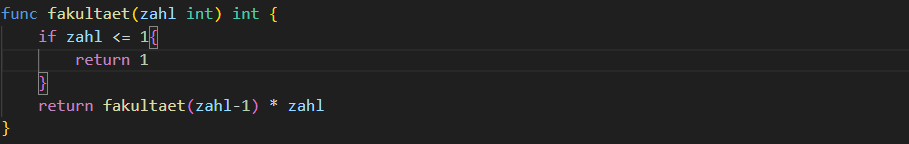 func fakultaet(zahl int) int {
    if zahl <= 1{
        return 1
    }
    return fakultaet(zahl-1) * zahl
}